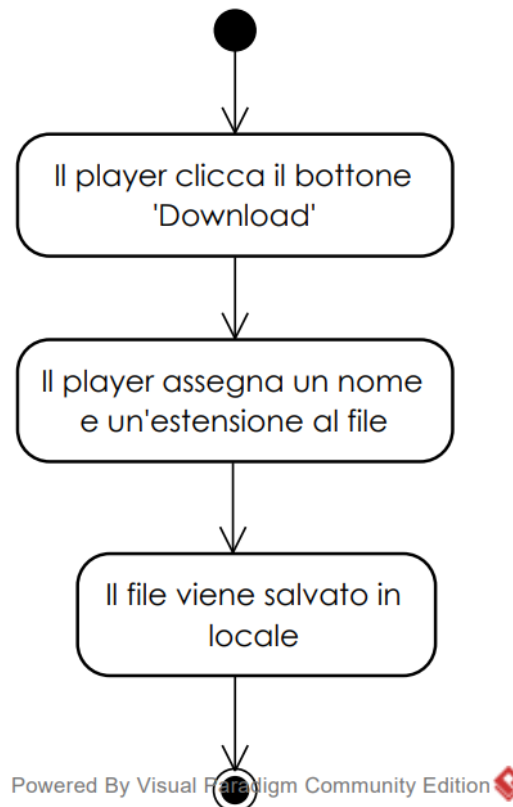 Il player clicca il bottone
'Download'
Il player assegna un nome
e un'estensione al file
Il file viene salvato in
locale
Powered By Visual Paradigm Community Edition